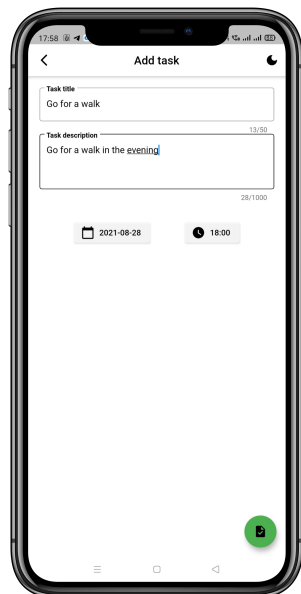 17:58
Add task
Task title
Go for a walk
13/50
Task description
Go for a walk in the evening
28/1000
2021-08-28
18:00